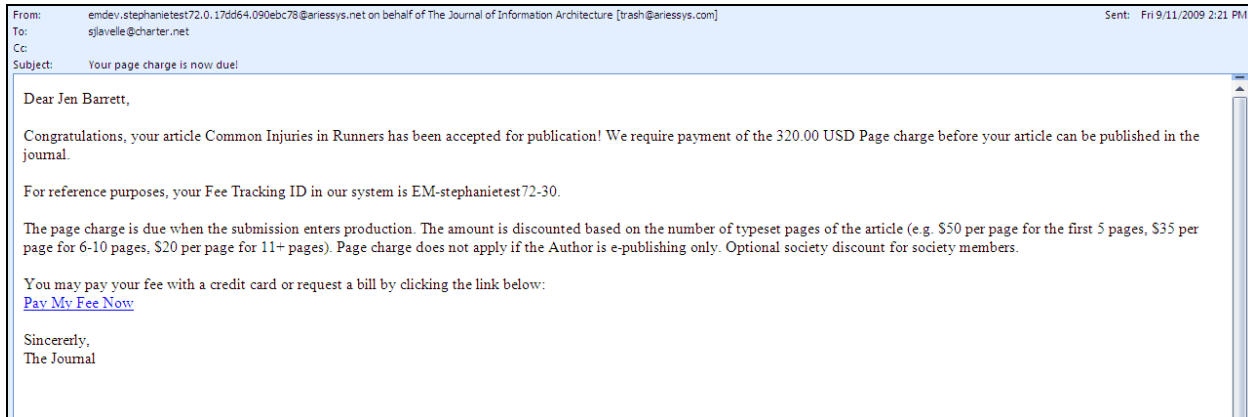 From: emdev.stephanietest72.0.17dd64.090ebc78@ariessys.net on behalf of The Journal of Information Architecture [trash@ariessys.com] Sent: Fri 9/11/2009 2:21 PM
To: sjlavelle@charter.net
Cc:
Subject: Your page charge is now due!
Dear Jen Barrett,
Congratulations, your article Common Injuries in Runners has been accepted for publication! We require payment of the 320.00 USD Page charge before your article can be published in the
journal.
For reference purposes, your Fee Tracking ID in our system is EM-stephanietest72-30.
The page charge is due when the submission enters production. The amount is discounted based on the number of typeset pages of the article (e.g. $50 per page for the first 5 pages, $35 per
page for 6-10 pages, $20 per page for 11+ pages). Page charge does not apply if the Author is e-publishing only. Optional society discount for society members.
You may pay your fee with a credit card or request a bill by clicking the link below:
Pay My Fee Now
Sincererly,
The Journal